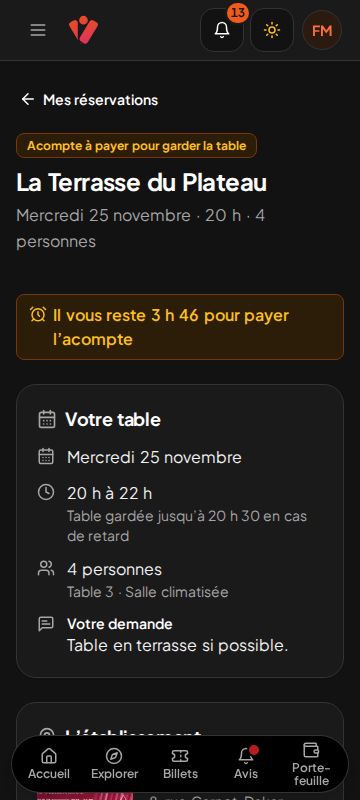 13
FM
Mes réservations
Acompte à payer pour garder la table
La Terrasse du Plateau
Mercredi 25 novembre · 20 h · 4
personnes
Il vous reste 3 h 46 pour payer
l’acompte
Votre table
Mercredi 25 novembre
20 h à 22 h
Table gardée jusqu’à 20 h 30 en cas
de retard
4 personnes
Table 3 · Salle climatisée
Votre demande
Table en terrasse si possible.
L’établissement
Accueil
Explorer
Billets
Avis
Porte-
feuille